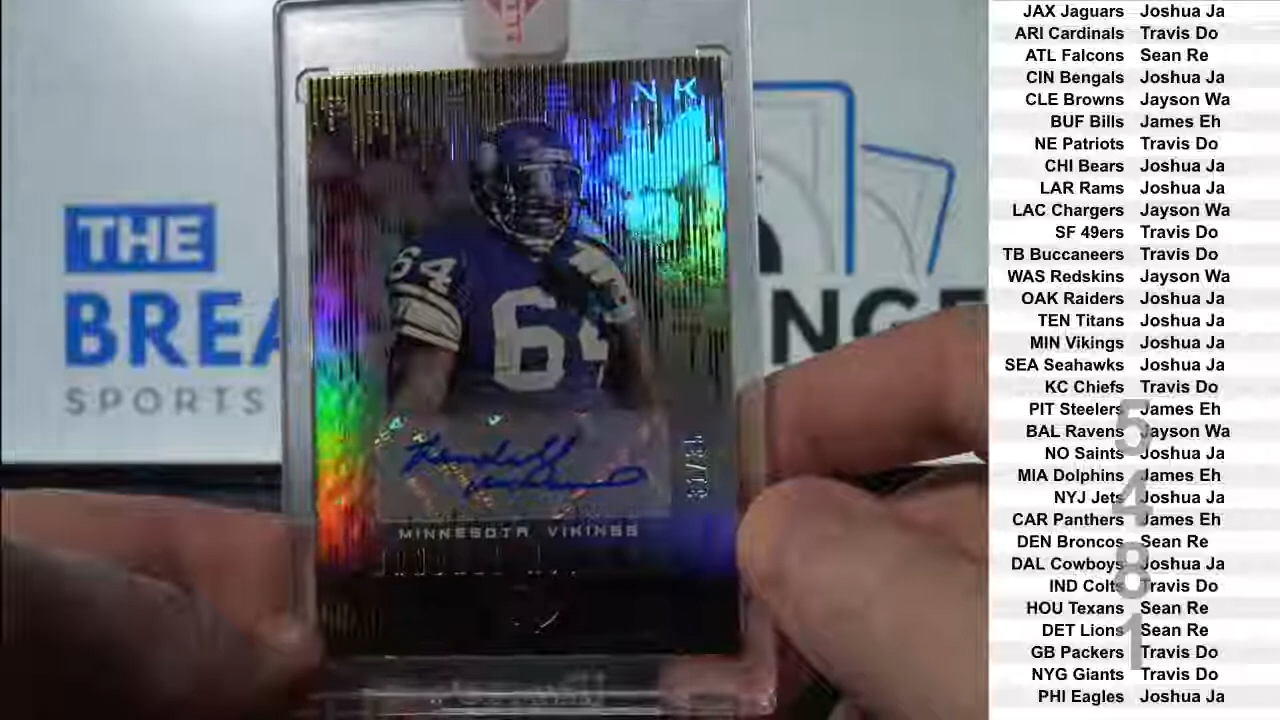 THE
BREA
SPORTS
NGE
NK
64
64
31/35
MINNESOTA VIKINGS
JAX Jaguars Joshua Ja
ARI Cardinals Travis Do
ATL Falcons Sean Re
CIN Bengals Joshua Ja
CLE Browns Jayson Wa
BUF Bills James Eh
NE Patriots Travis Do
CHI Bears Joshua Ja
LAR Rams Joshua Ja
LAC Chargers Jayson Wa
SF 49ers Travis Do
TB Buccaneers Travis Do
WAS Redskins Jayson Wa
OAK Raiders Joshua Ja
TEN Titans Joshua Ja
MIN Vikings Joshua Ja
SEA Seahawks Joshua Ja
KC Chiefs Travis Do
PIT Steelers James Eh
BAL Ravens Jayson Wa
NO Saints Joshua Ja
MIA Dolphins James Eh
NYJ Jets Joshua Ja
CAR Panthers James Eh
DEN Broncos Sean Re
DAL Cowboys Joshua Ja
IND Colts Travis Do
HOU Texans Sean Re
DET Lions Sean Re
GB Packers Travis Do
NYG Giants Travis Do
PHI Eagles Joshua Ja
5481